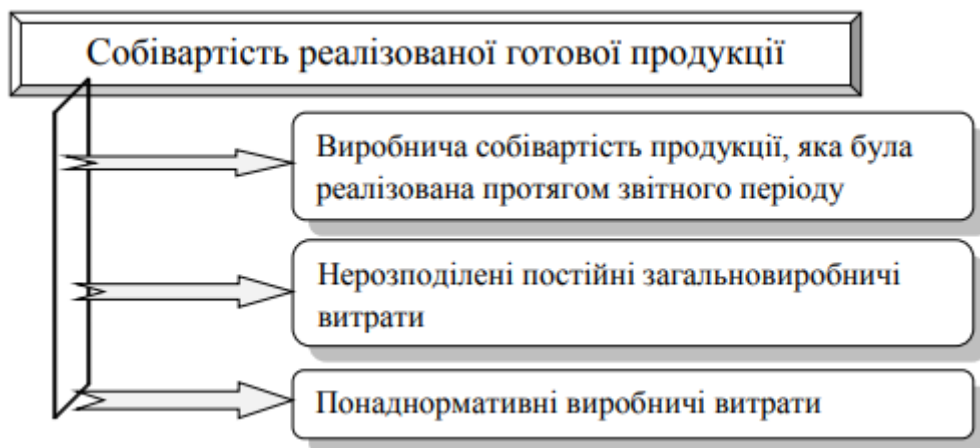 Собівартість реалізованої готової продукції
Виробнича собівартість продукції, яка була
реалізована протягом звітного періоду
Нерозподілені постійні загальновиробничі
витрати
Понаднормативні виробничі витрати